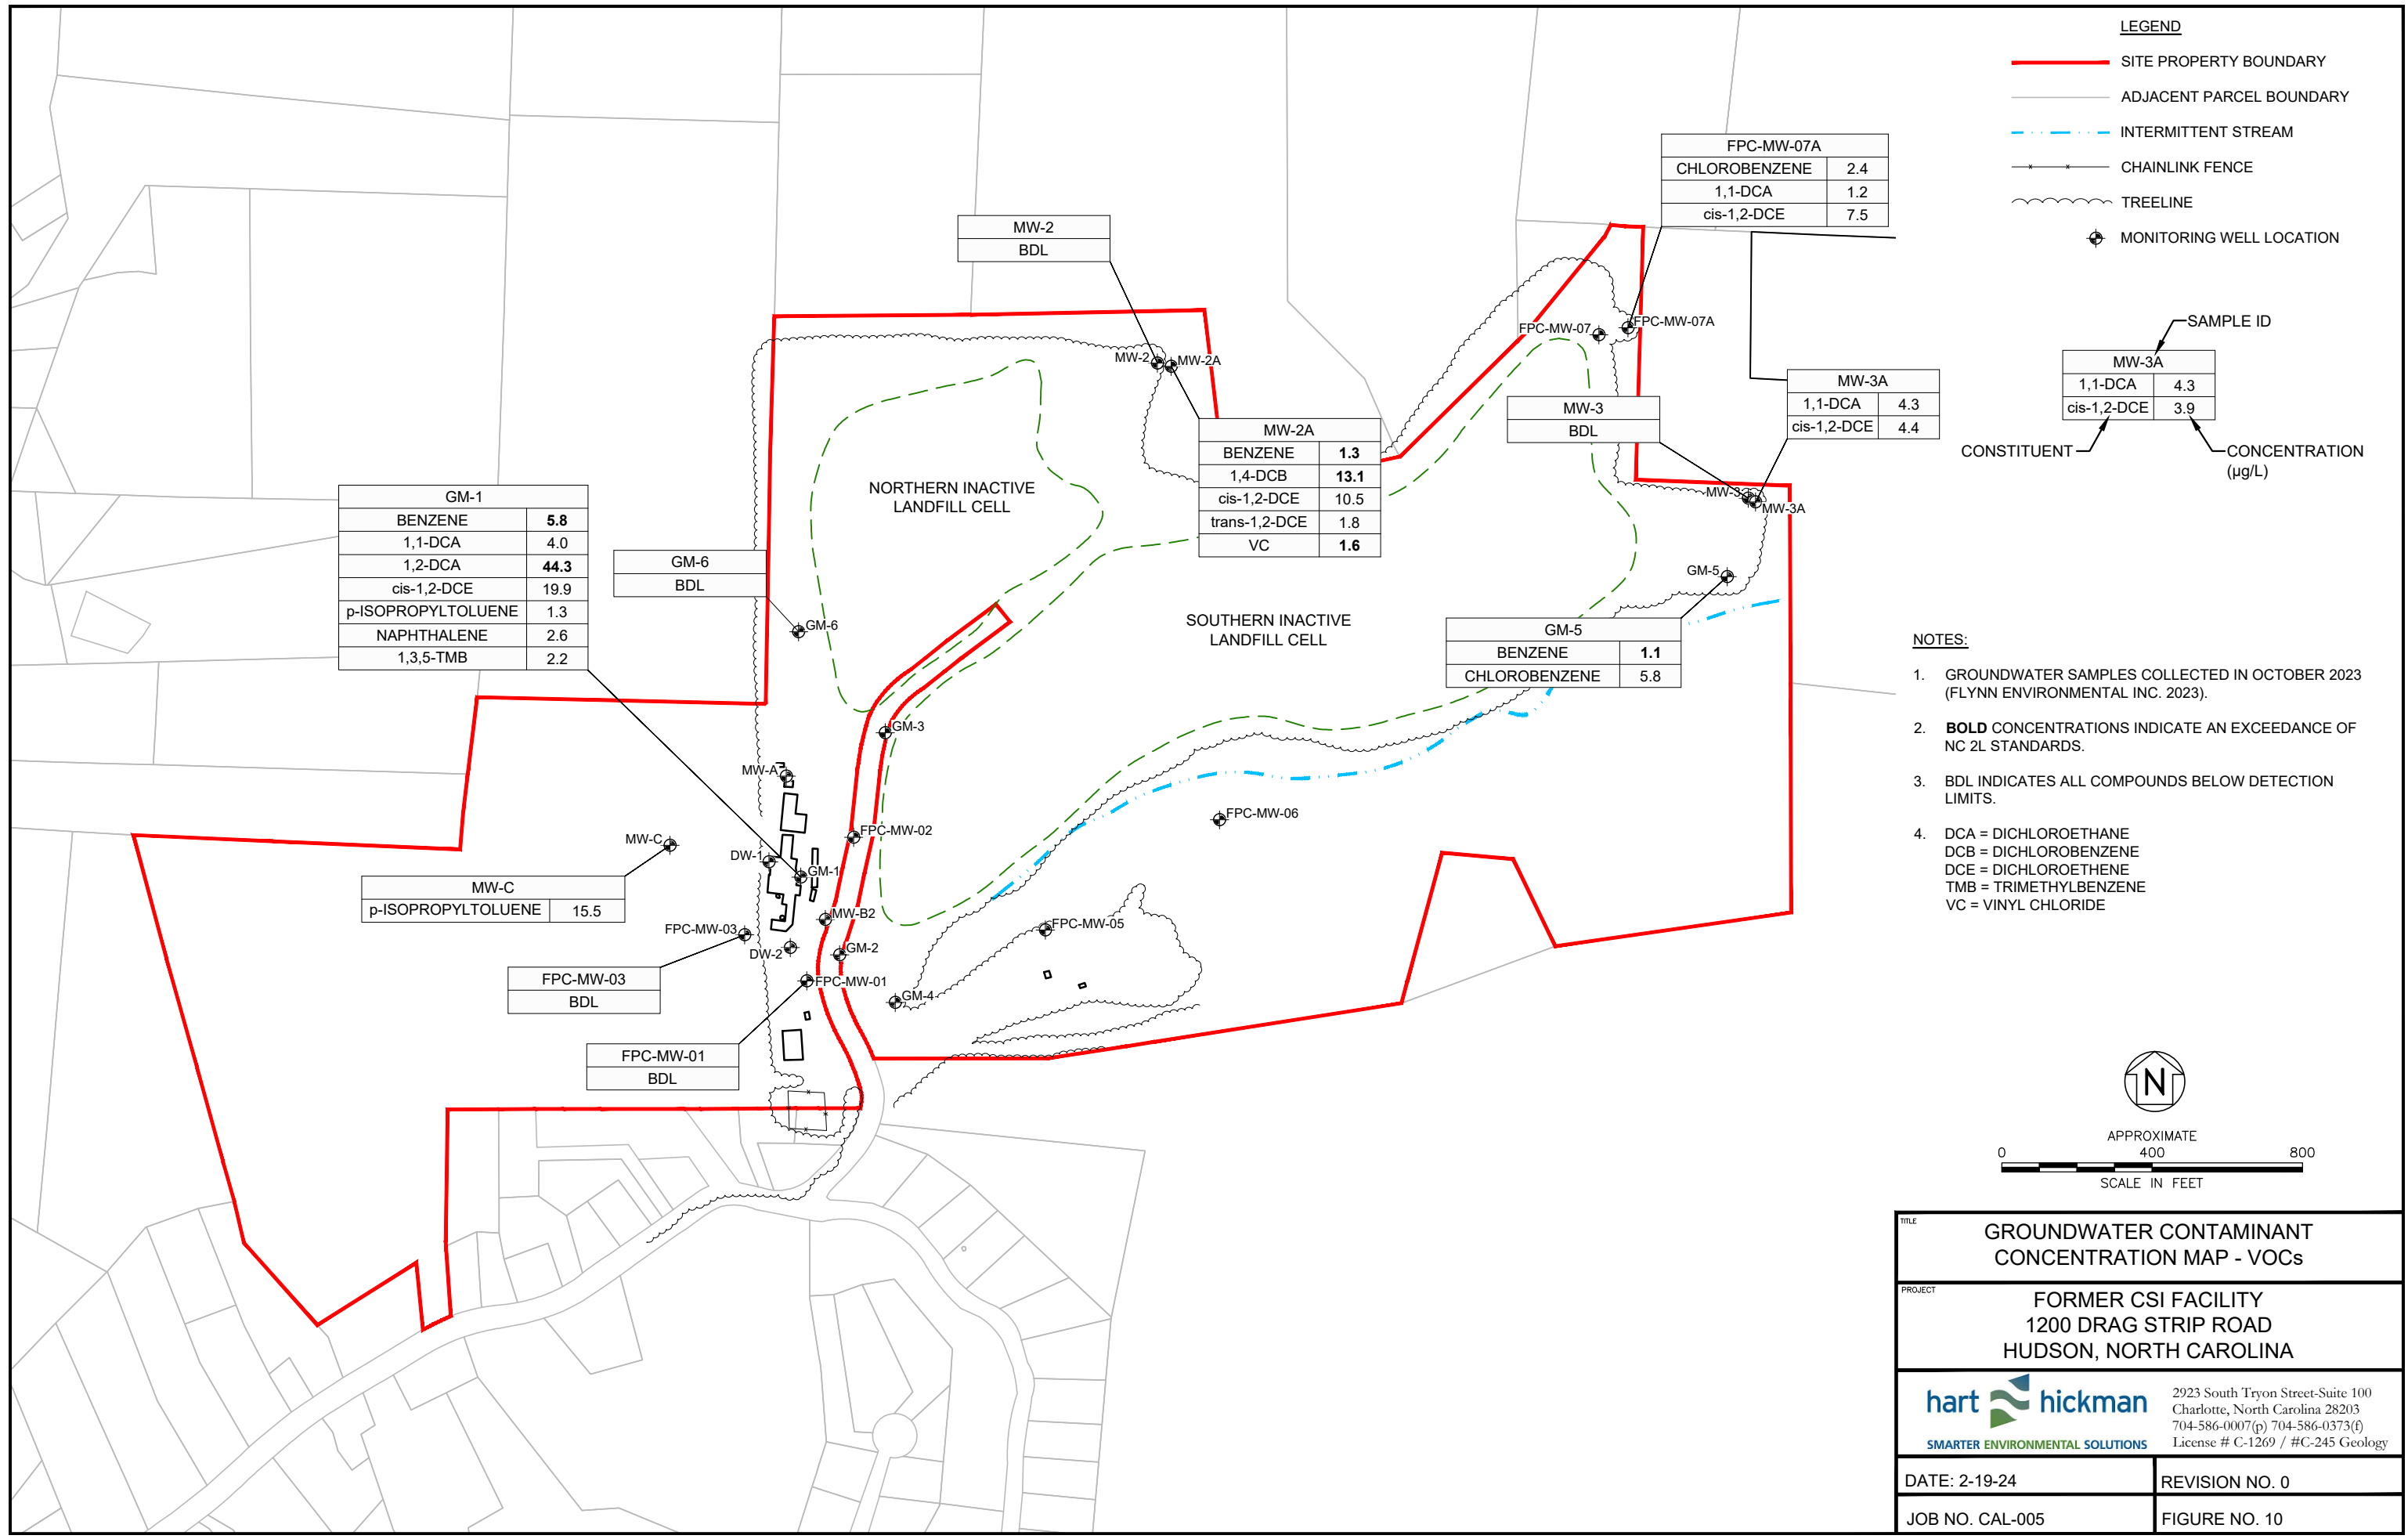 LEGEND
SITE PROPERTY BOUNDARY
ADJACENT PARCEL BOUNDARY
INTERMITTENT STREAM
CHAINLINK FENCE
TREELINE
MONITORING WELL LOCATION
SAMPLE ID
MW-3A
1,1-DCA 4.3
cis-1,2-DCE 3.9
CONSTITUENT
CONCENTRATION
(µg/L)
FPC-MW-07A
CHLOROBENZENE 2.4
1,1-DCA 1.2
cis-1,2-DCE 7.5
MW-2
BDL
FPC-MW-07
FPC-MW-07A
MW-2
MW-2A
MW-3A
1,1-DCA 4.3
cis-1,2-DCE 4.4
MW-3
BDL
MW-2A
BENZENE 1.3
1,4-DCB 13.1
cis-1,2-DCE 10.5
trans-1,2-DCE 1.8
VC 1.6
NORTHERN INACTIVE
LANDFILL CELL
MW-3
MW-3A
GM-1
BENZENE 5.8
1,1-DCA 4.0
1,2-DCA 44.3
cis-1,2-DCE 19.9
p-ISOPROPYLTOLUENE 1.3
NAPHTHALENE 2.6
1,3,5-TMB 2.2
GM-6
BDL
GM-6
GM-5
SOUTHERN INACTIVE
LANDFILL CELL
GM-5
BENZENE 1.1
CHLOROBENZENE 5.8
GM-3
MW-A
FPC-MW-06
FPC-MW-02
MW-C
DW-1
GM-1
MW-C
p-ISOPROPYLTOLUENE 15.5
MW-B2
FPC-MW-05
FPC-MW-03
DW-2
GM-2
FPC-MW-03
BDL
FPC-MW-01
GM-4
FPC-MW-01
BDL
NOTES:
1. GROUNDWATER SAMPLES COLLECTED IN OCTOBER 2023
(FLYNN ENVIRONMENTAL INC. 2023).
2. BOLD CONCENTRATIONS INDICATE AN EXCEEDANCE OF
NC 2L STANDARDS.
3. BDL INDICATES ALL COMPOUNDS BELOW DETECTION
LIMITS.
4. DCA = DICHLOROETHANE
DCB = DICHLOROBENZENE
DCE = DICHLOROETHENE
TMB = TRIMETHYLBENZENE
VC = VINYL CHLORIDE
N
APPROXIMATE
0 400 800
SCALE IN FEET
TITLE
GROUNDWATER CONTAMINANT
CONCENTRATION MAP - VOCs
PROJECT
FORMER CSI FACILITY
1200 DRAG STRIP ROAD
HUDSON, NORTH CAROLINA
hart hickman
SMARTER ENVIRONMENTAL SOLUTIONS
2923 South Tryon Street-Suite 100
Charlotte, North Carolina 28203
704-586-0007(p) 704-586-0373(f)
License # C-1269 / #C-245 Geology
DATE: 2-19-24
REVISION NO. 0
JOB NO. CAL-005
FIGURE NO. 10